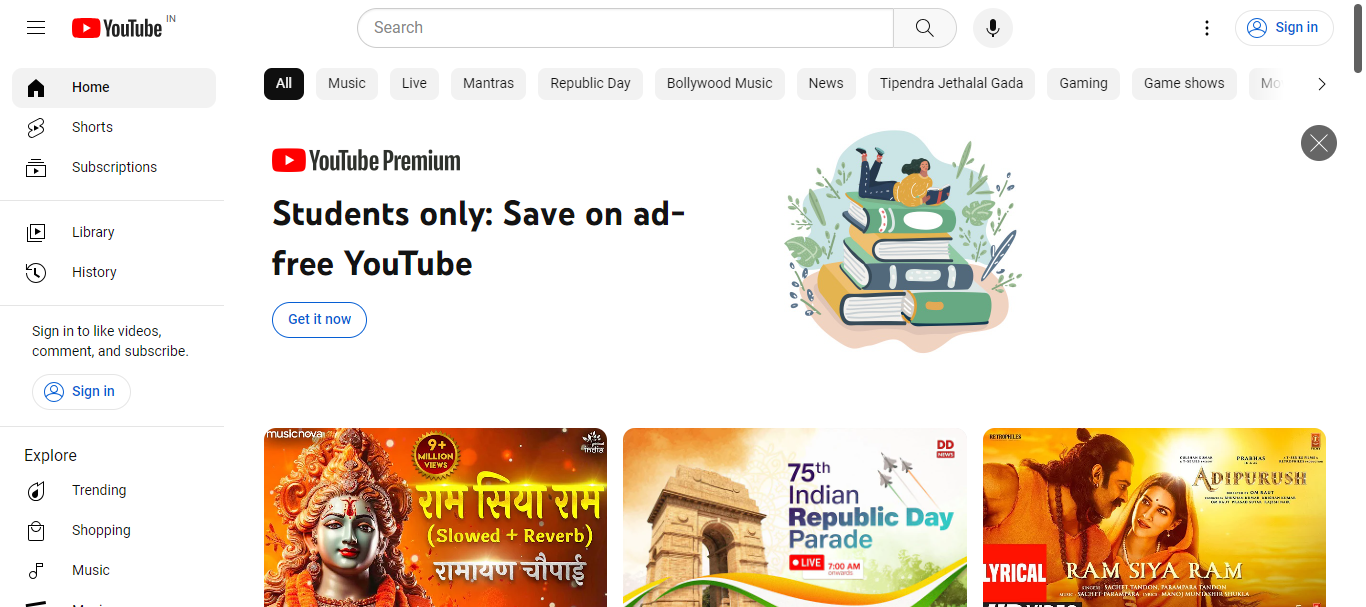 YouTube IN
Search
Sign in
Home
Shorts
Subscriptions
Library
History
Sign in to like videos,
comment, and subscribe.
Sign in
Explore
Trending
Shopping
Music
All
Music
Live
Mantras
Republic Day
Bollywood Music
News
Tipendra Jethalal Gada
Gaming
Game shows
YouTube Premium
Students only: Save on ad-
free YouTube
Get it now
musicnova
9+
MILLION
VIEWS
राम सिया राम
(Slowed + Reverb)
रामायण चौपाई
DD
NEWS
75th
Indian
Republic Day
Parade
LIVE
7:00 AM
onwards
RETROPHILES
PRABHAS
ADIPURUSH
OM RAUT
LYRICAL
RAM SIYA RAM
SACHET TANDON, PARAMPARA TANDON
SACHET-PARAMPARA
MANOJ MUNTASHIR SHUKLA